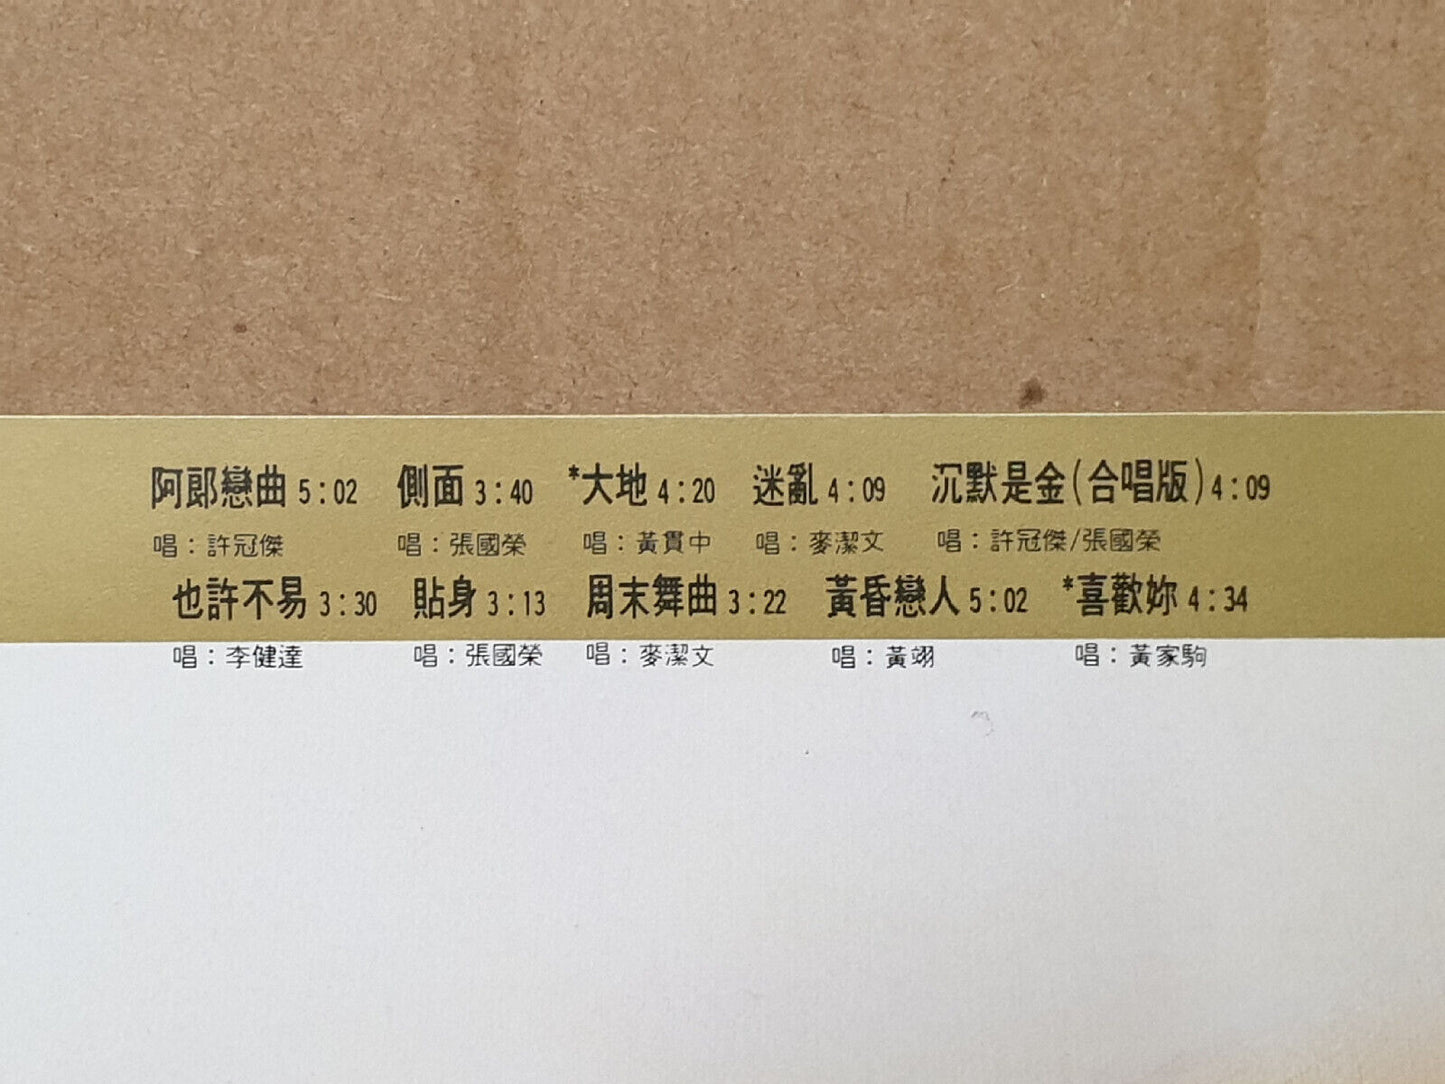 阿郎戀曲 5:02 側面 3:40 *大地 4:20 迷亂 4:09 沉默是金(合唱版) 4:09
唱：許冠傑 唱：張國榮 唱：黃貫中 唱：麥潔文 唱：許冠傑/張國榮
也許不易 3:30 貼身 3:13 周末舞曲 3:22 黃昏戀人 5:02 *喜歡妳 4:34
唱：李健達 唱：張國榮 唱：麥潔文 唱：黃翊 唱：黃家駒